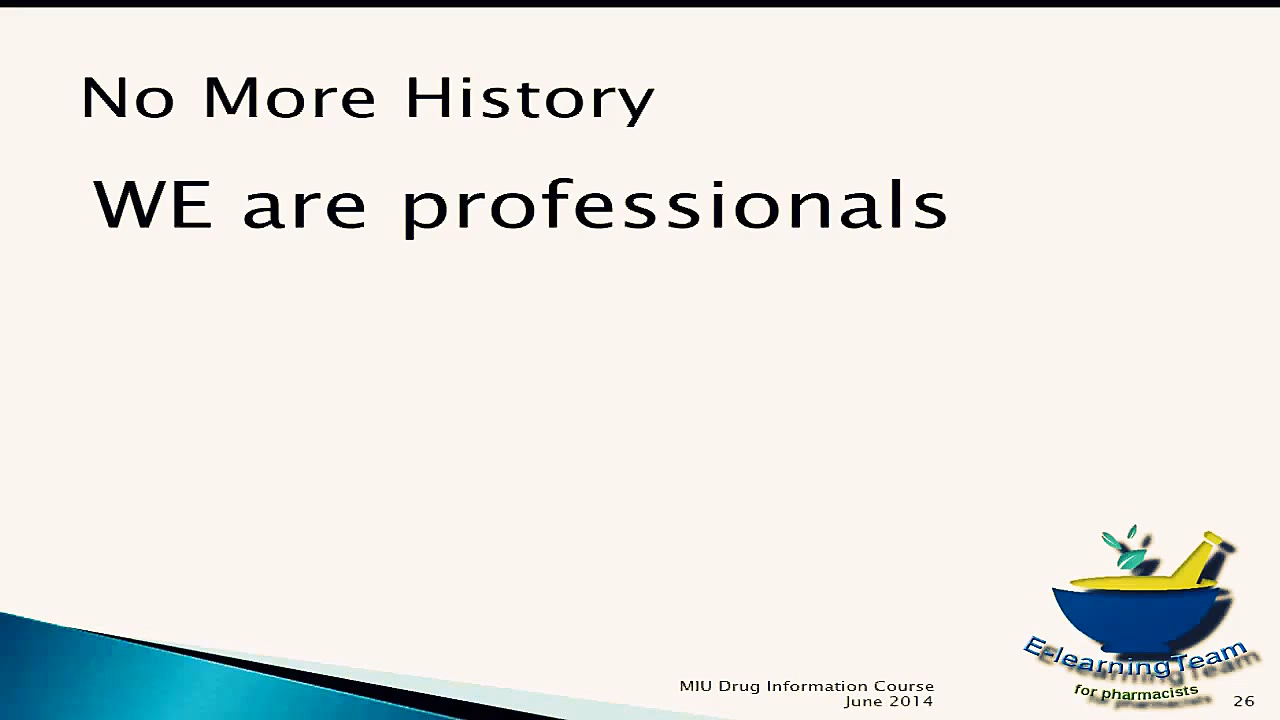 No More History
WE are professionals
MIU Drug Information Course
June 2014
E-learningTeam
for pharmacists
26